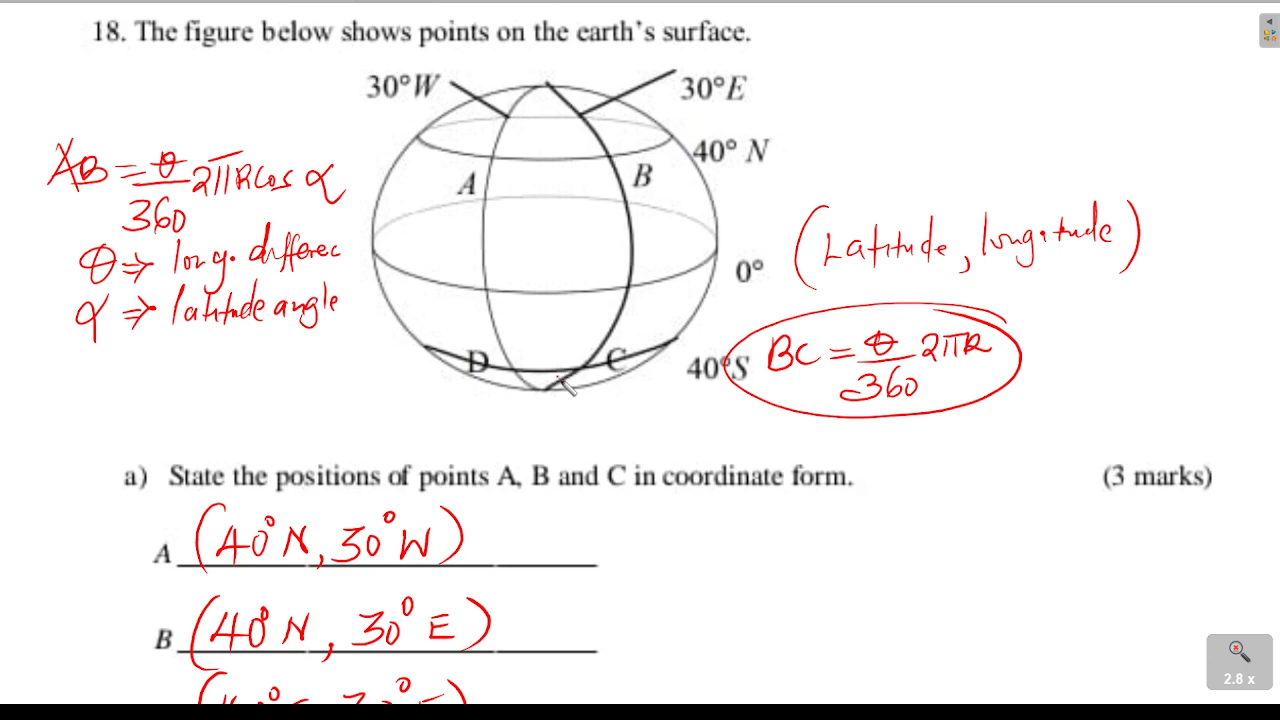 18. The figure below shows points on the earth's surface.
30°W
30°E
40° N
AB = θ/360 2πR cos α
A
B
θ ⇒ long. differec
(Latitude, longitude)
0°
α ⇒ latitude angle
BC = θ/360 2πR
D
C
40°S
a) State the positions of points A, B and C in coordinate form. (3 marks)
A (40°N, 30°W)
B (40°N, 30°E)
2.8 x